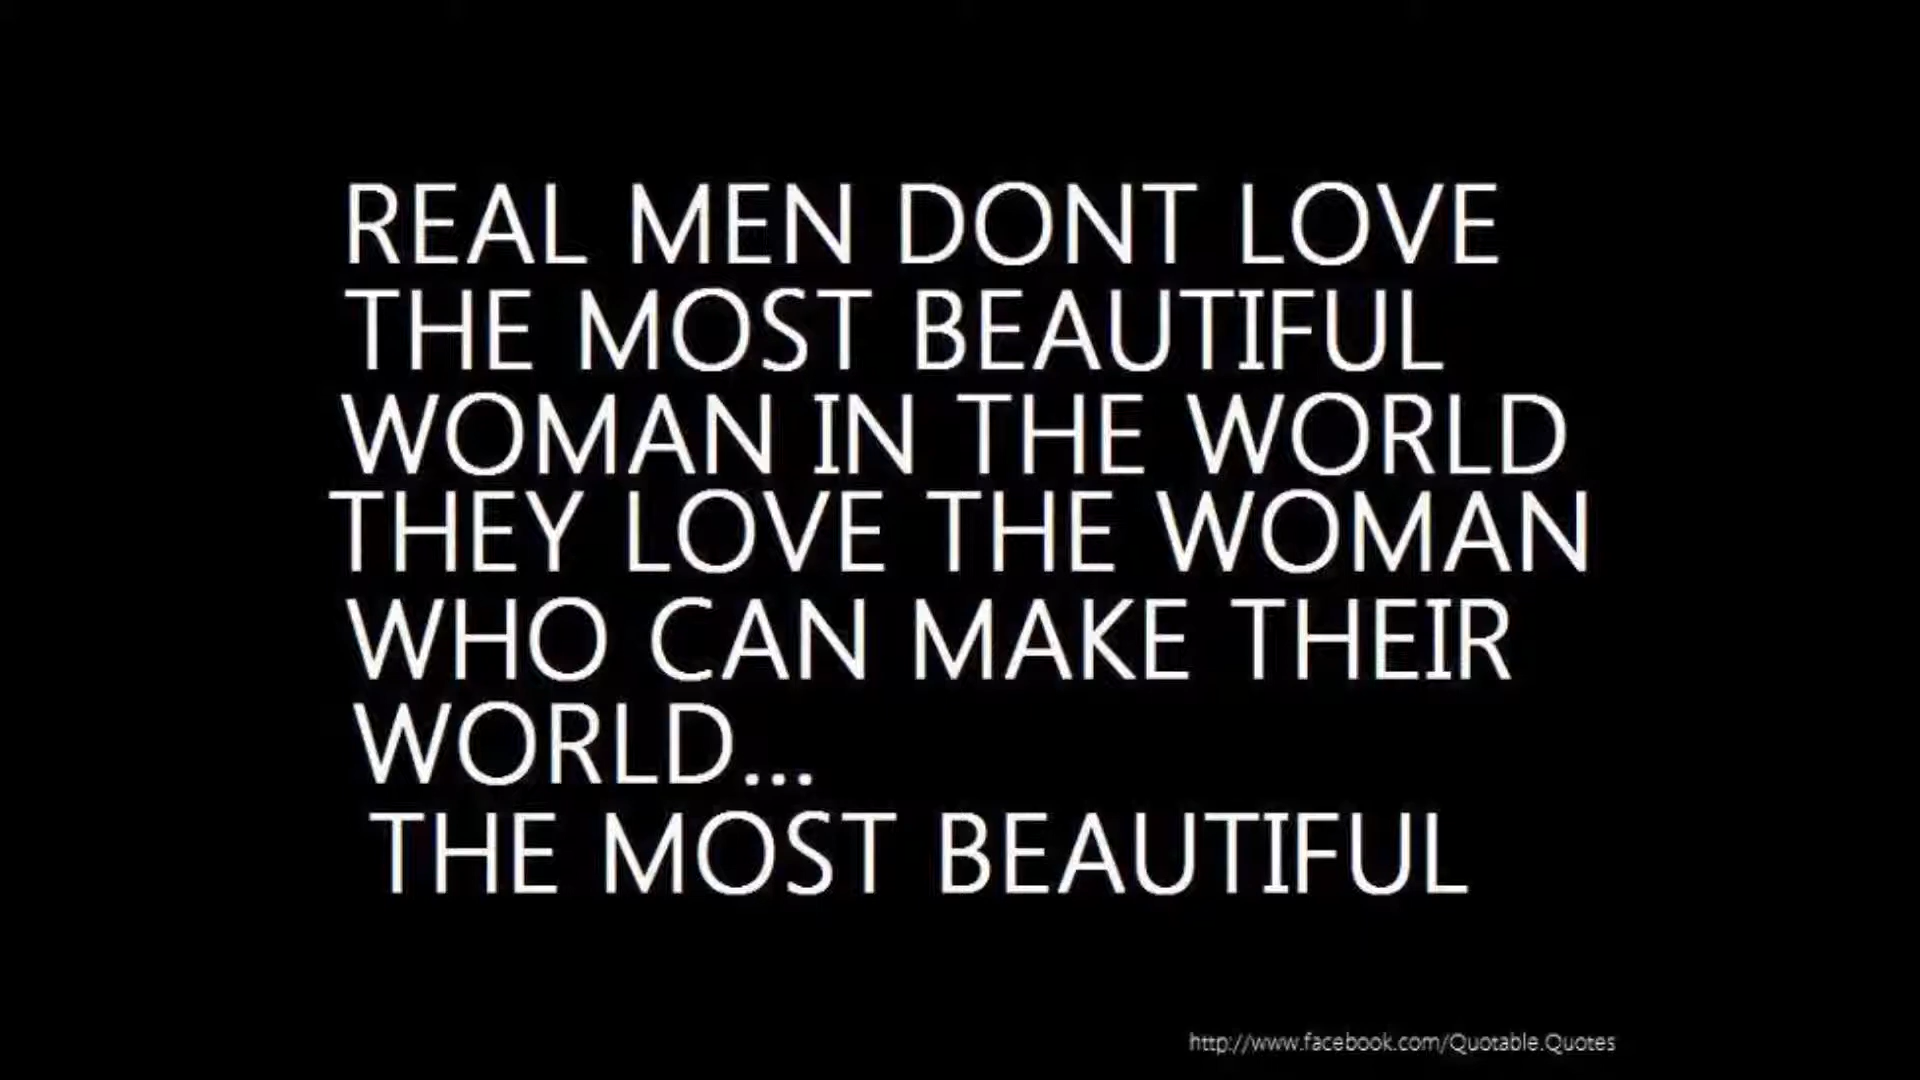 REAL MEN DONT LOVE
THE MOST BEAUTIFUL
WOMAN IN THE WORLD
THEY LOVE THE WOMAN
WHO CAN MAKE THEIR
WORLD...
THE MOST BEAUTIFUL
http://www.facebook.com/Quotable.Quotes